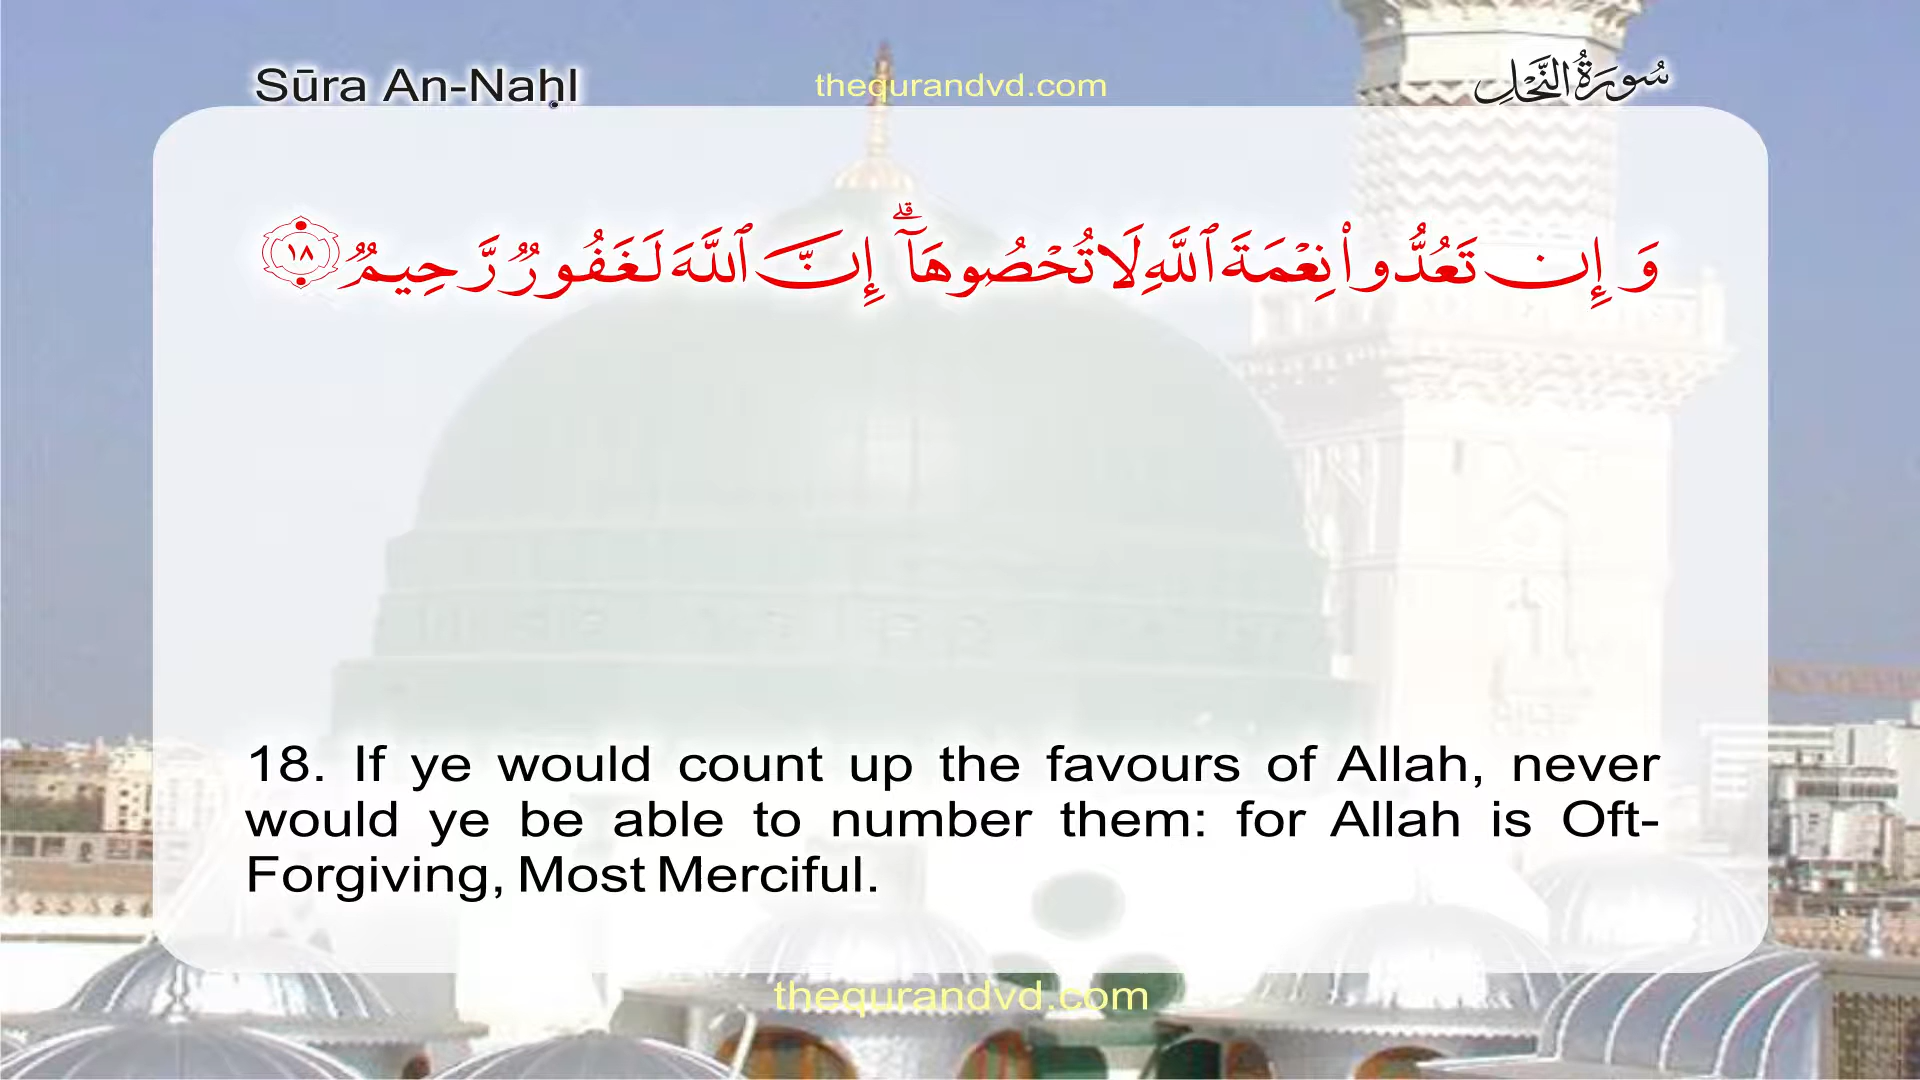 Sūra An-Naḥl
thequrandvd.com
سُورَةُ النَّحْلِ
وَإِن تَعُدُّوا۟ نِعْمَةَ ٱللَّهِ لَا تُحْصُوهَآ ۗ إِنَّ ٱللَّهَ لَغَفُورٌ رَّحِيمٌ ١٨
18. If ye would count up the favours of Allah, never
would ye be able to number them: for Allah is Oft-
Forgiving, Most Merciful.
thequrandvd.com